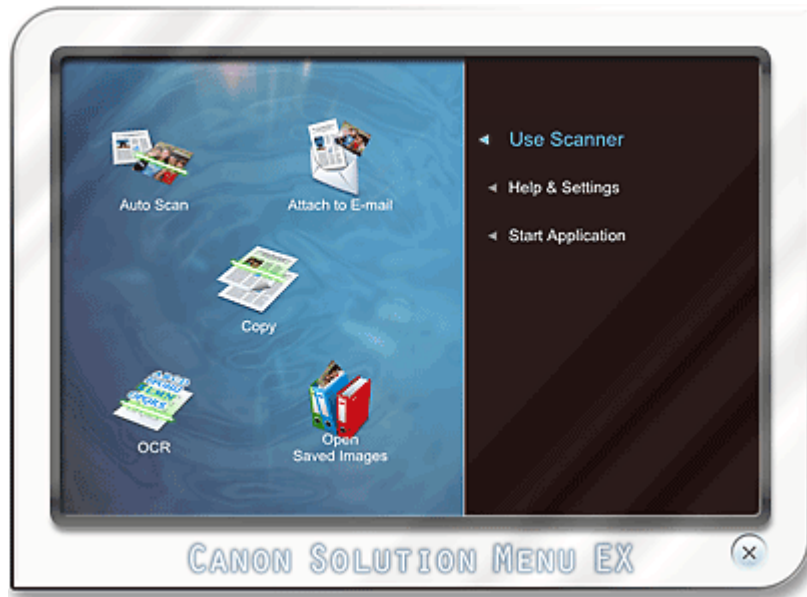 Use Scanner
Auto Scan
Attach to E-mail
Help & Settings
Start Application
Copy
OCR
Open
Saved Images
CANON SOLUTION MENU EX